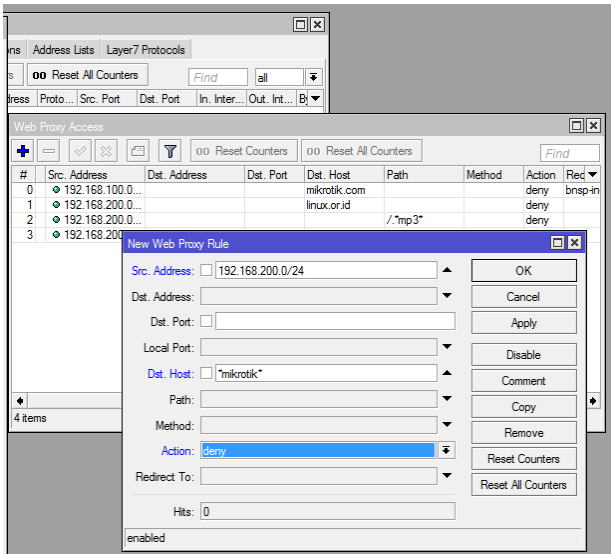 ons Address Lists Layer7 Protocols
rs 00 Reset All Counters Find all
dress Proto... Src. Port Dst. Port In. Inter... Out. Int... By
Web Proxy Access
00 Reset Counters 00 Reset All Counters Find
# Src. Address Dst. Address Dst. Port Dst. Host Path Method Action Rec
0 192.168.100.0... mikrotik.com deny bnsp-in
1 192.168.200.0... linux.or.id deny
2 192.168.200.0... /.*mp3* deny
3 192.168.200
New Web Proxy Rule
Src. Address: 192.168.200.0/24 OK
Dst. Address: Cancel
Dst. Port: Apply
Local Port:
Disable
Dst. Host: *mikrotik* Comment
Path: Copy
Method: Remove
Action: deny Reset Counters
Redirect To: Reset All Counters
Hits: 0
enabled
4 items